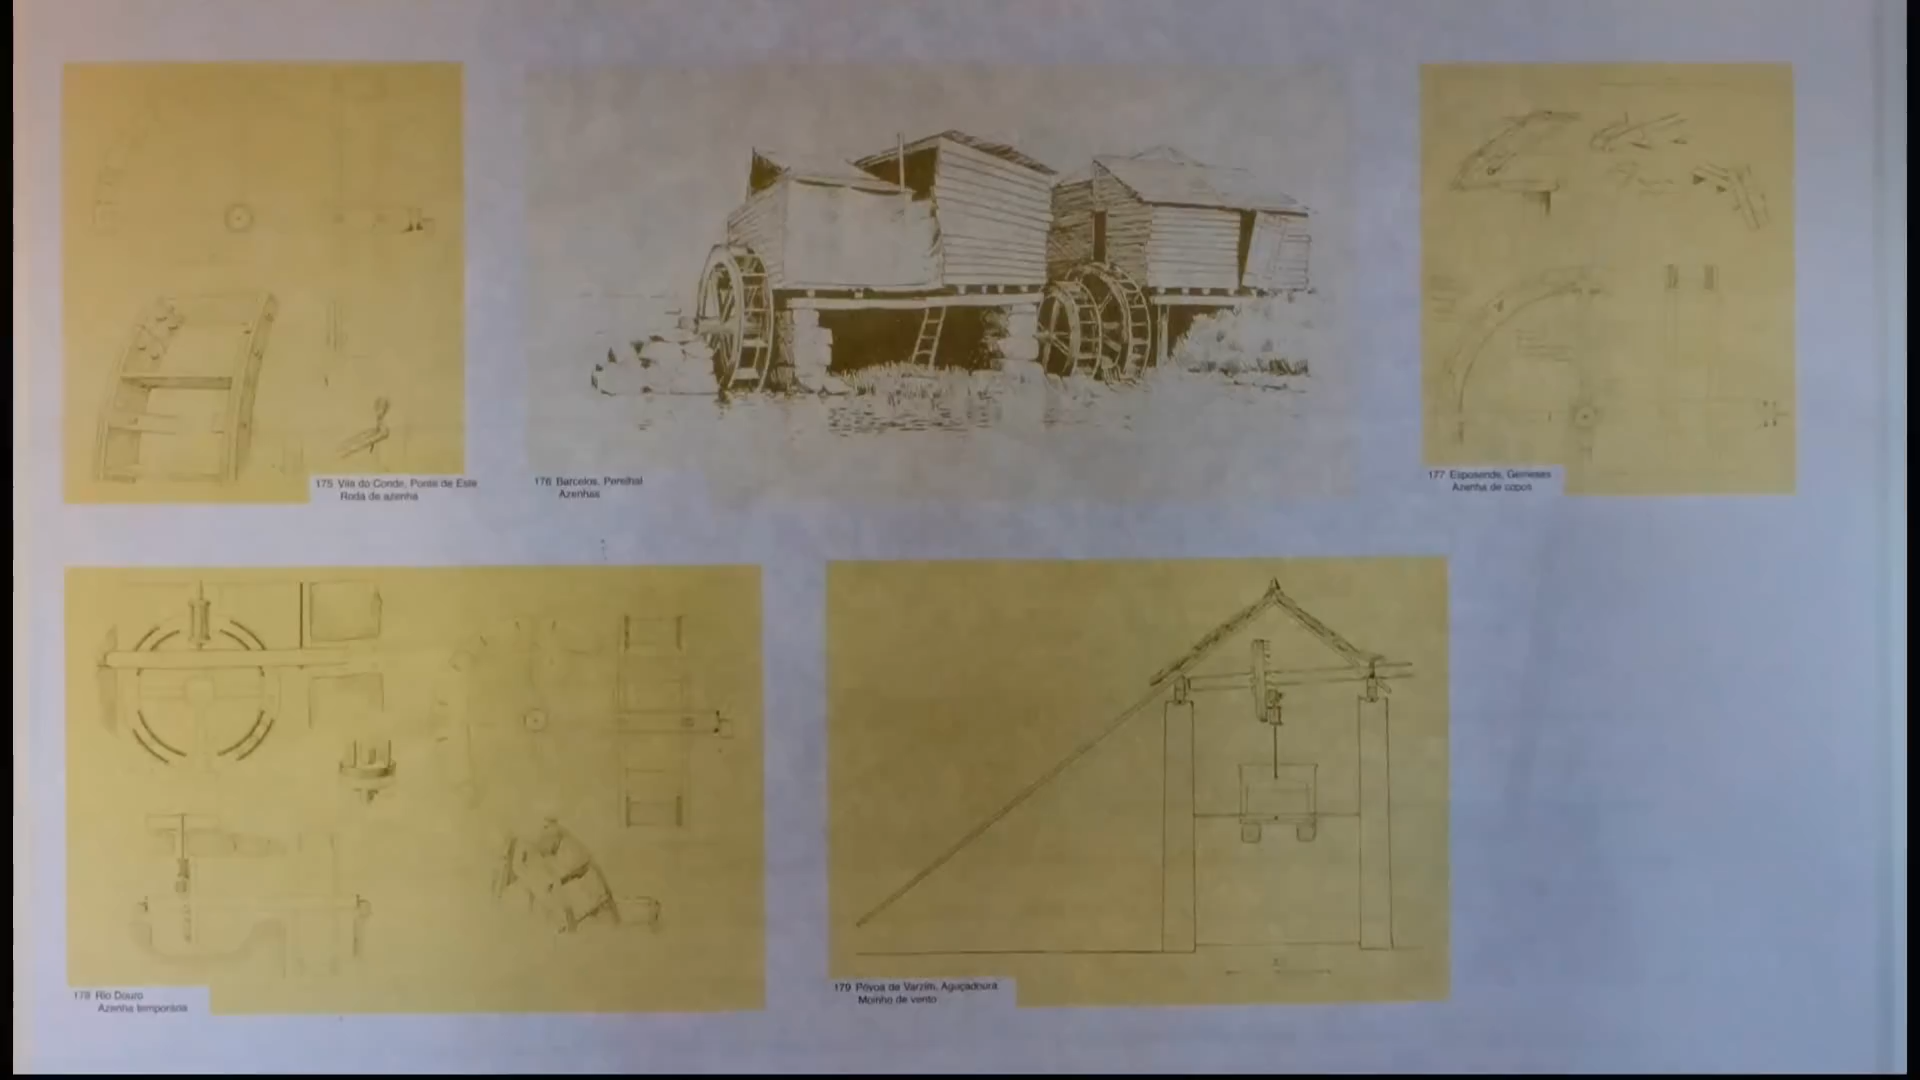 175 Vila do Conde, Ponte de Este
Roda de azenha
176 Barcelos, Perelhal
Azenhas
177 Esposende, Gemeses
Azenha de copos
178 Rio Douro
Azenha temporária
179 Póvoa de Varzim, Aguçadoura
Moinho de vento